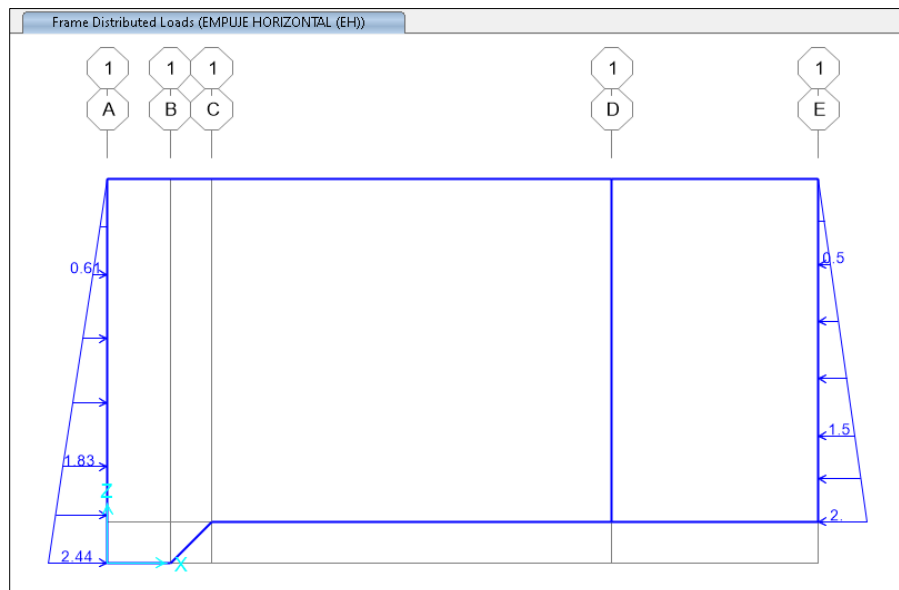 Frame Distributed Loads (EMPUJE HORIZONTAL (EH))
1 1 1 1 1
A B C D E
0.61
0.5
1.83
1.5
Z
2.
2.44
X